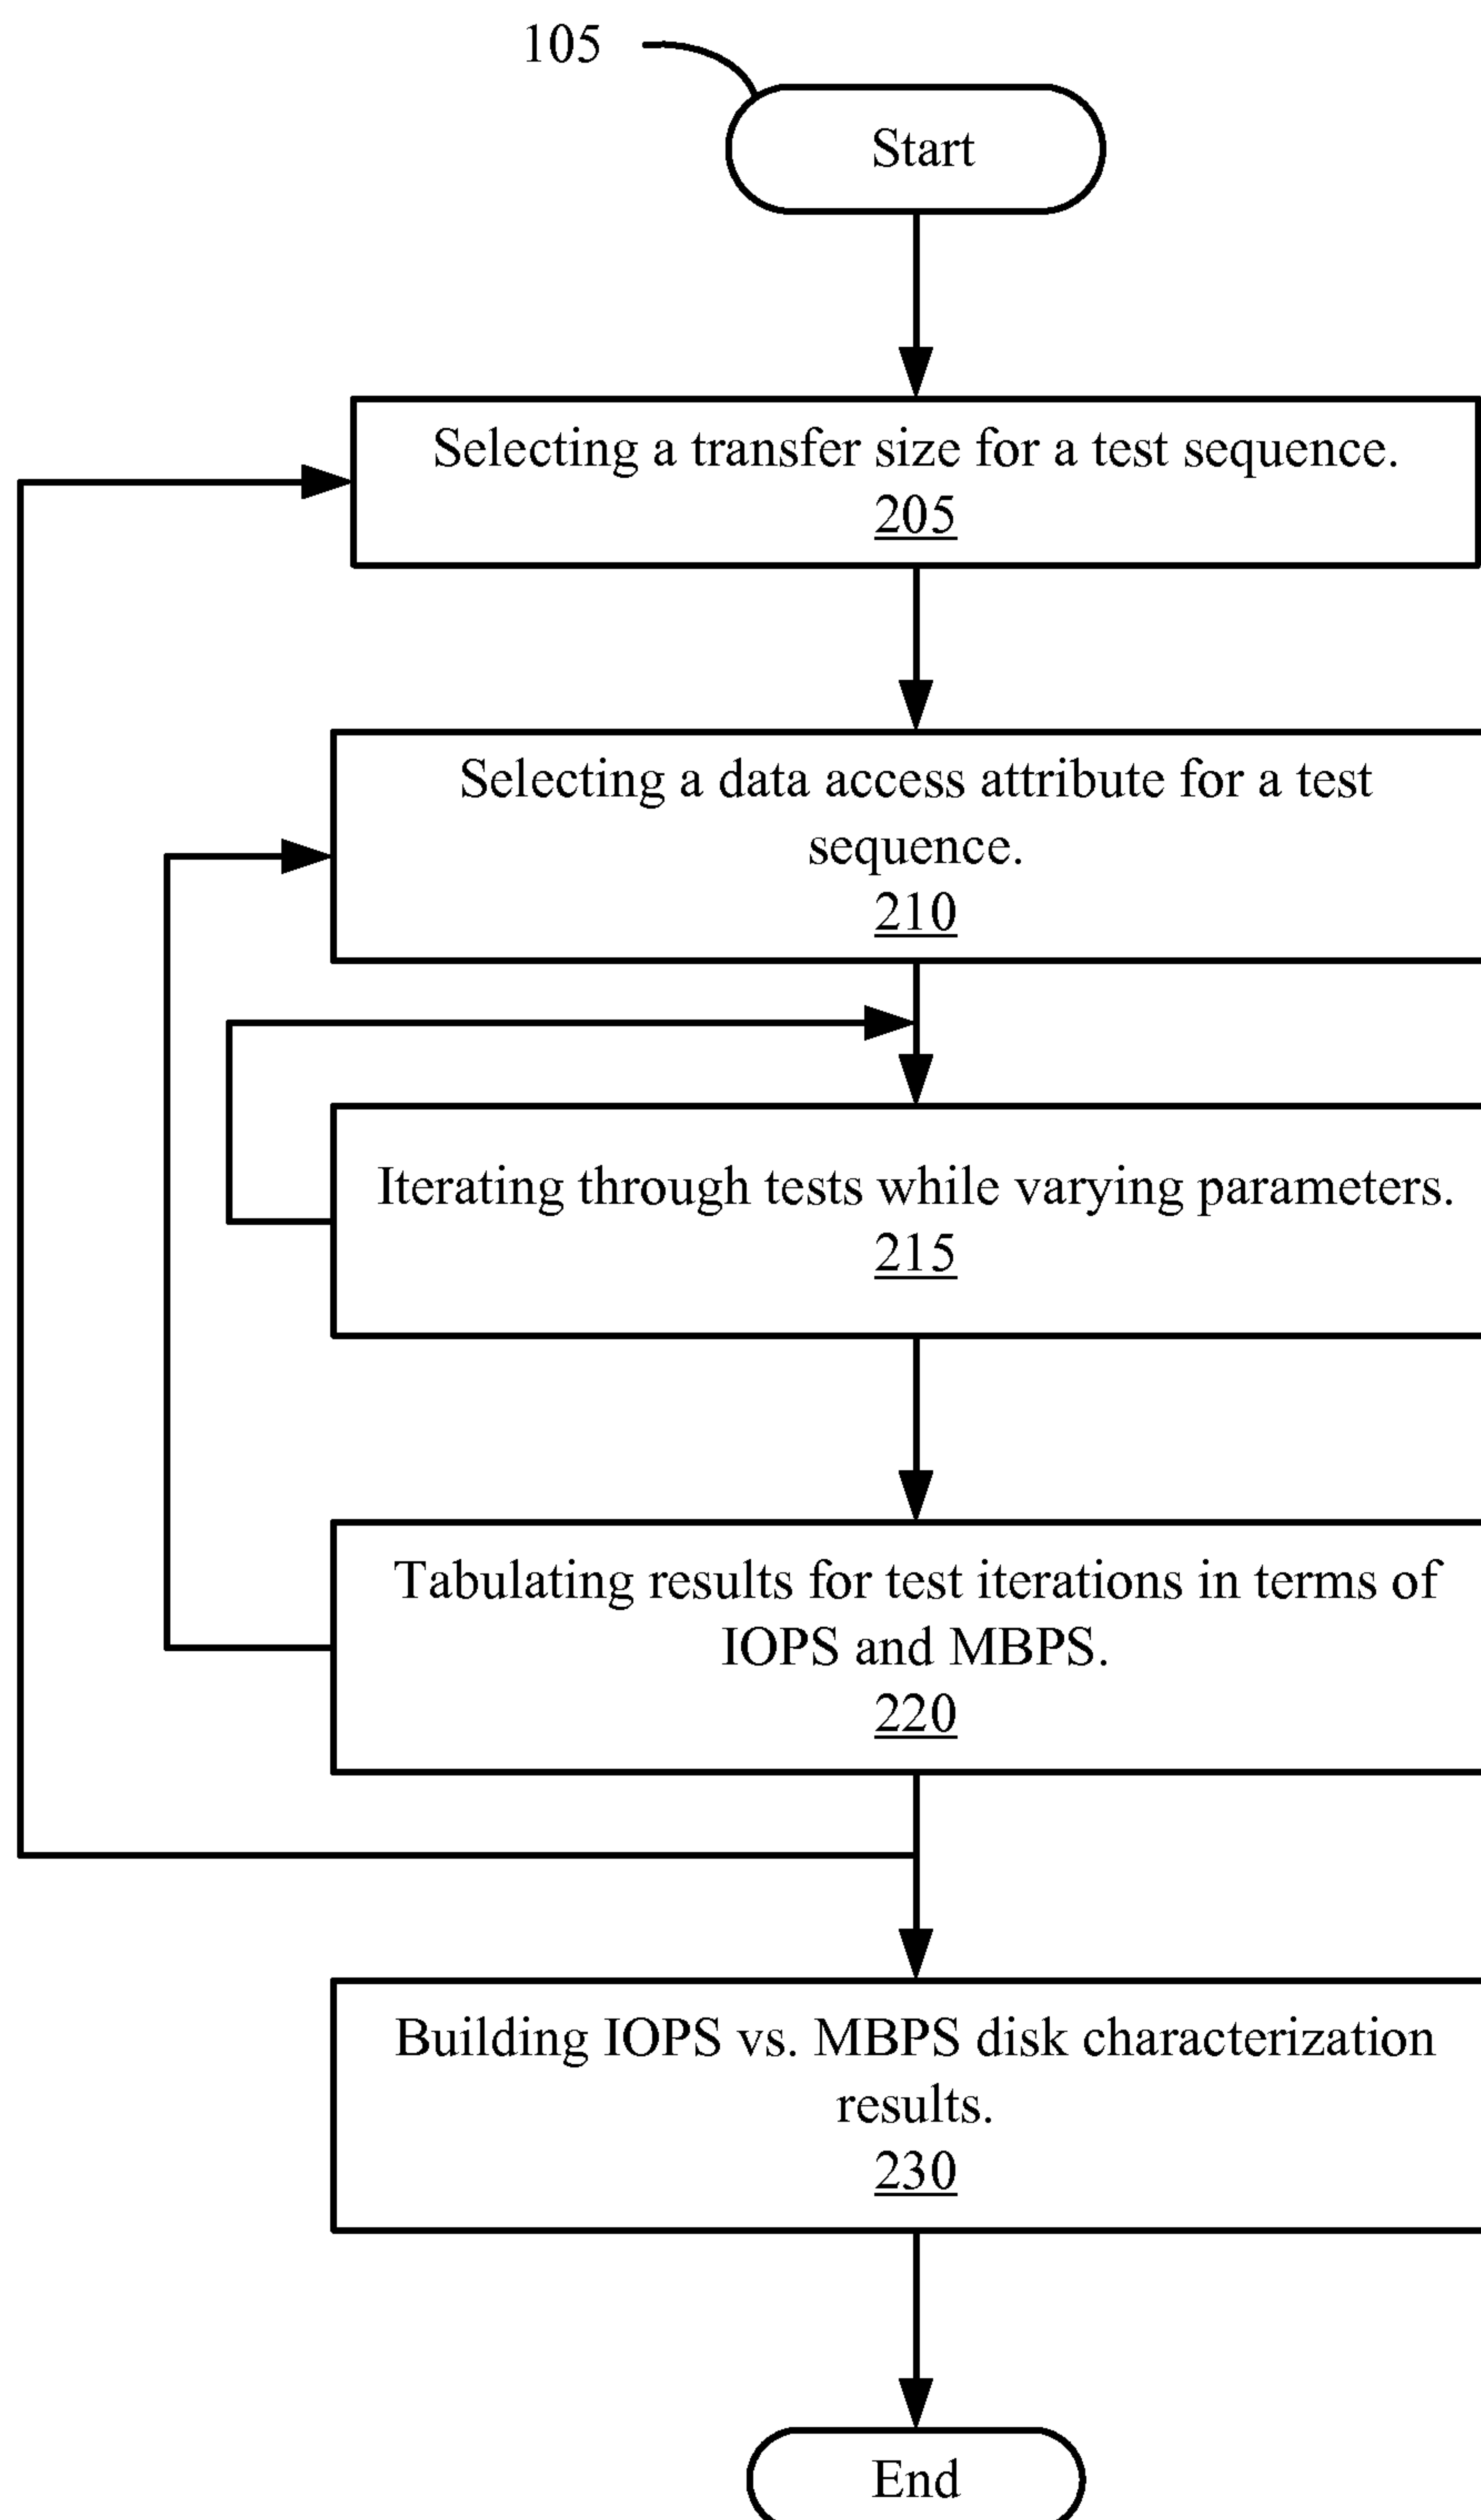 105
Start
Selecting a transfer size for a test sequence.
205
Selecting a data access attribute for a test
sequence.
210
Iterating through tests while varying parameters.
215
Tabulating results for test iterations in terms of
IOPS and MBPS.
220
Building IOPS vs. MBPS disk characterization
results.
230
End